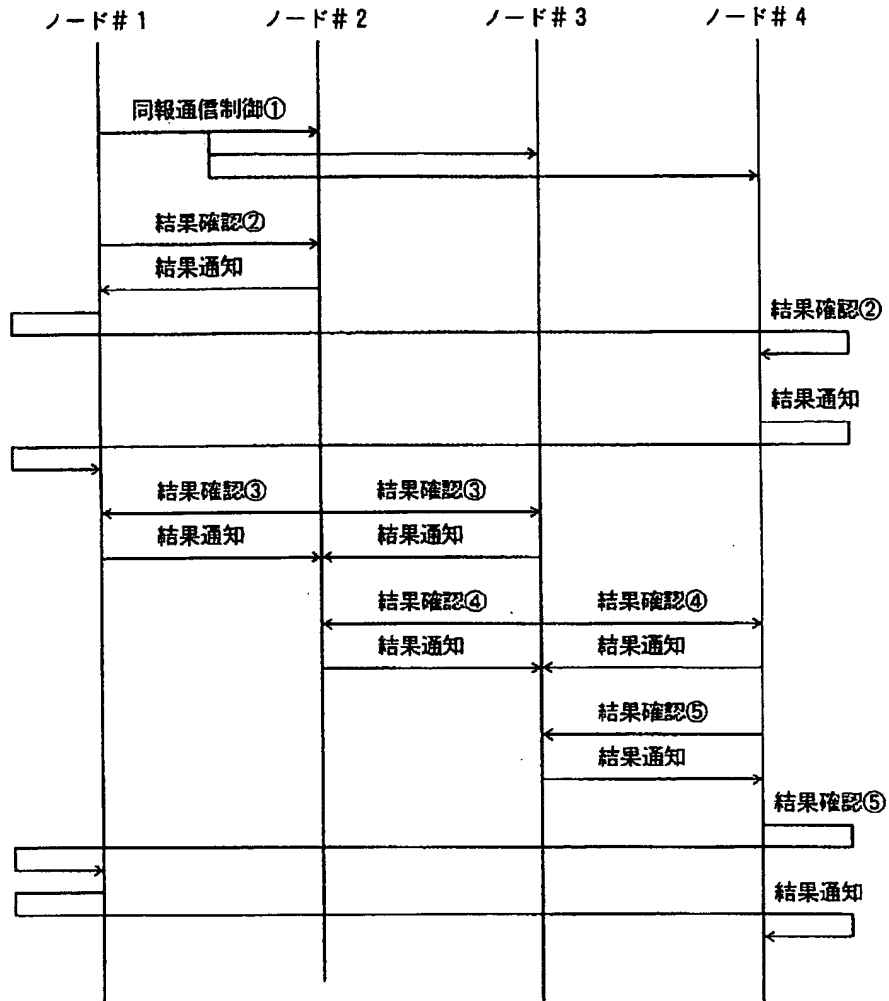 ノード#1
ノード#2
ノード#3
ノード#4
同報通信制御①
結果確認②
結果通知
結果確認②
結果通知
結果確認③
結果確認③
結果通知
結果通知
結果確認④
結果確認④
結果通知
結果通知
結果確認⑤
結果通知
結果確認⑤
結果通知